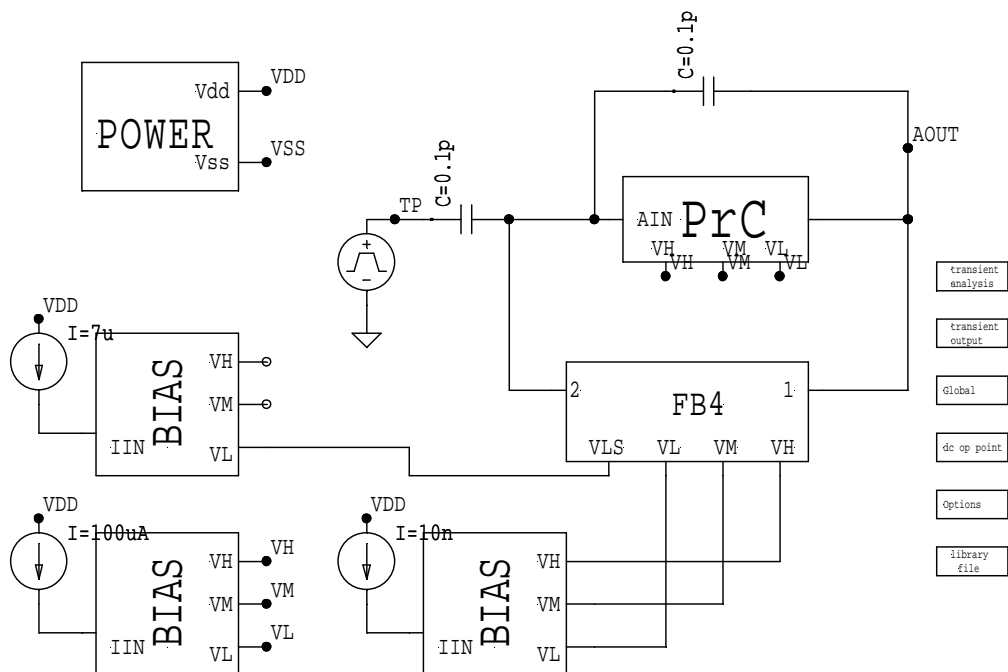 C=0.1p
VDD
Vdd
POWER
VSS
Vss
AOUT
C=0.1p
TP
AIN
PrC
VH
VM
VL
VH
VM
VL
+
−
transient
analysis
VDD
I=7u
transient
output
VH
BIAS
VM
IIN
VL
2
FB4
1
Global
VLS
VL
VM
VH
dc op point
VDD
I=100uA
VDD
I=10n
Options
VH
VH
BIAS
VM
VM
IIN
VL
VL
VH
BIAS
VM
IIN
VL
library
file